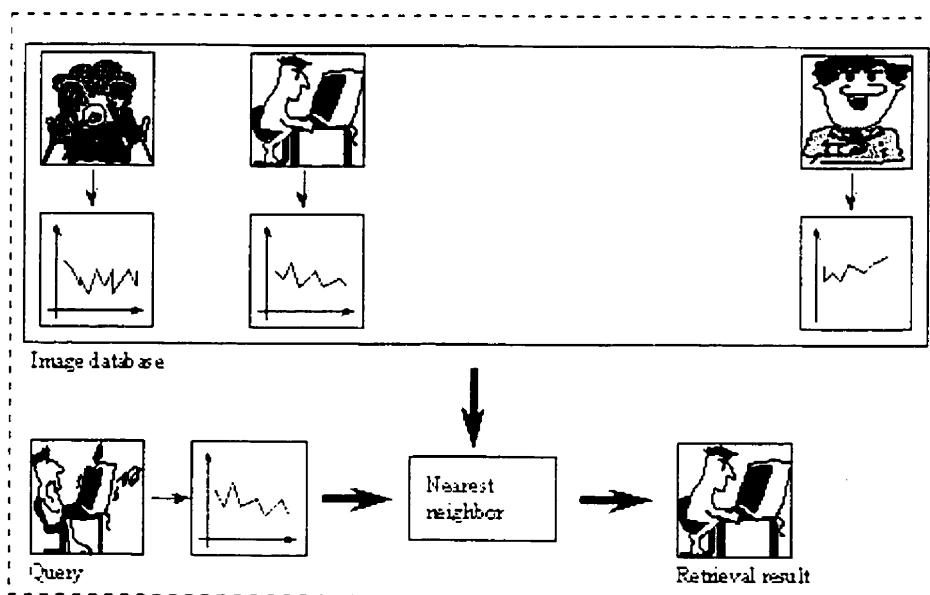 Image database
Nearest
neighbor
Query
Retrieval result